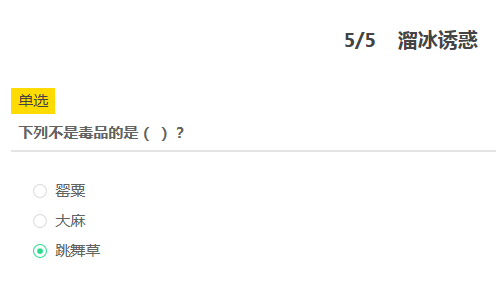 5/5 溜冰诱惑
单选
下列不是毒品的是（ ）？
罂粟
大麻
跳舞草